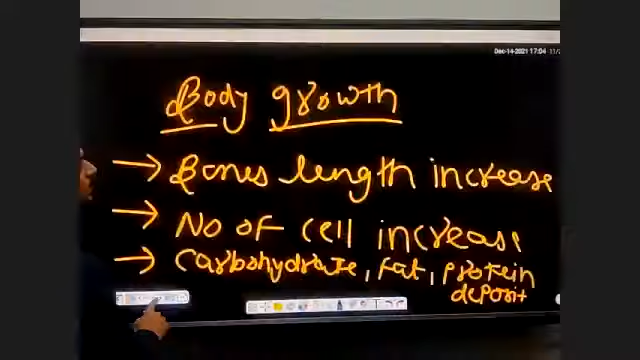 Dec-14-2021 17:04
Body growth
→ Bones length increase
→ No of cell increase
→ Carbohydrate, fat, protein
deposit